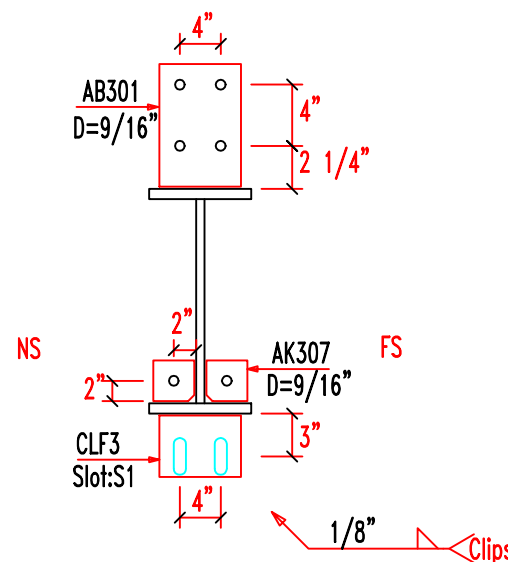 4”
AB301
D=9/16”
4”
2 1/4”
NS
2”
FS
AK307
D=9/16”
2”
CLF3
Slot:S1
3”
4”
1/8”
Clips